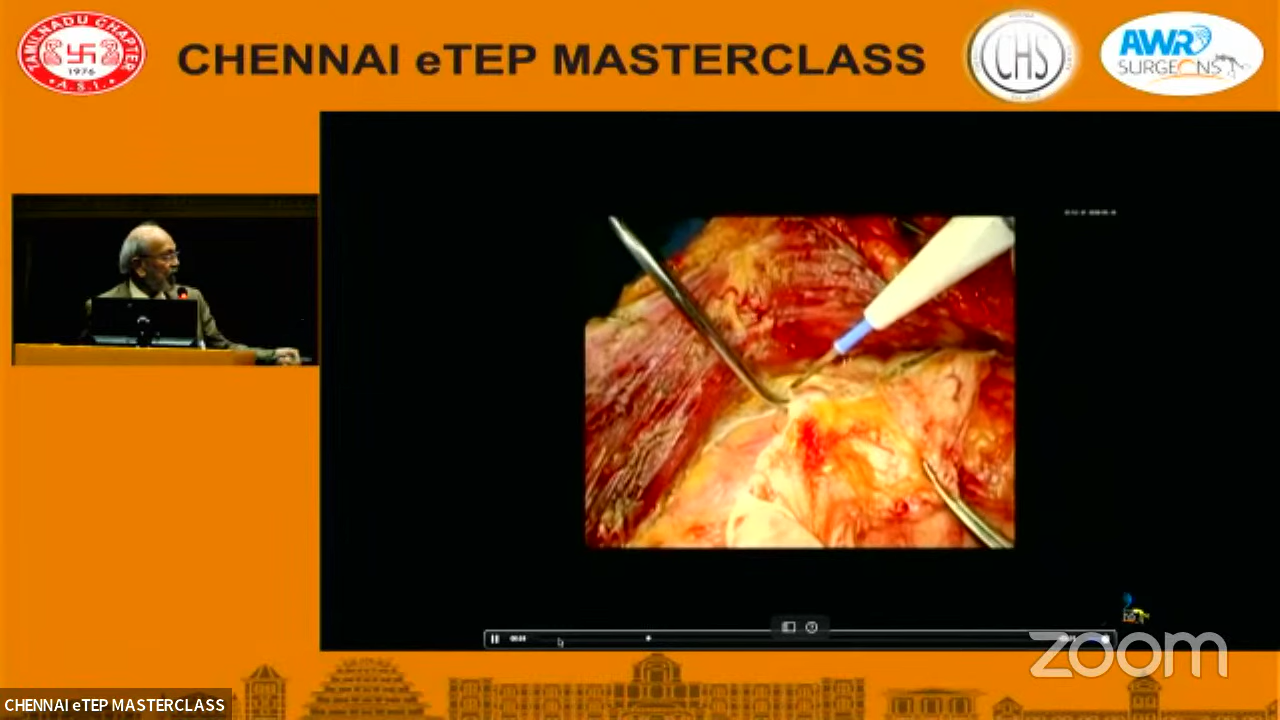 TAMILNADU CHAPTER
1976
A.S.I.
CHENNAI eTEP MASTERCLASS
CHS
AWR
SURGEONS
zoom
CHENNAI eTEP MASTERCLASS